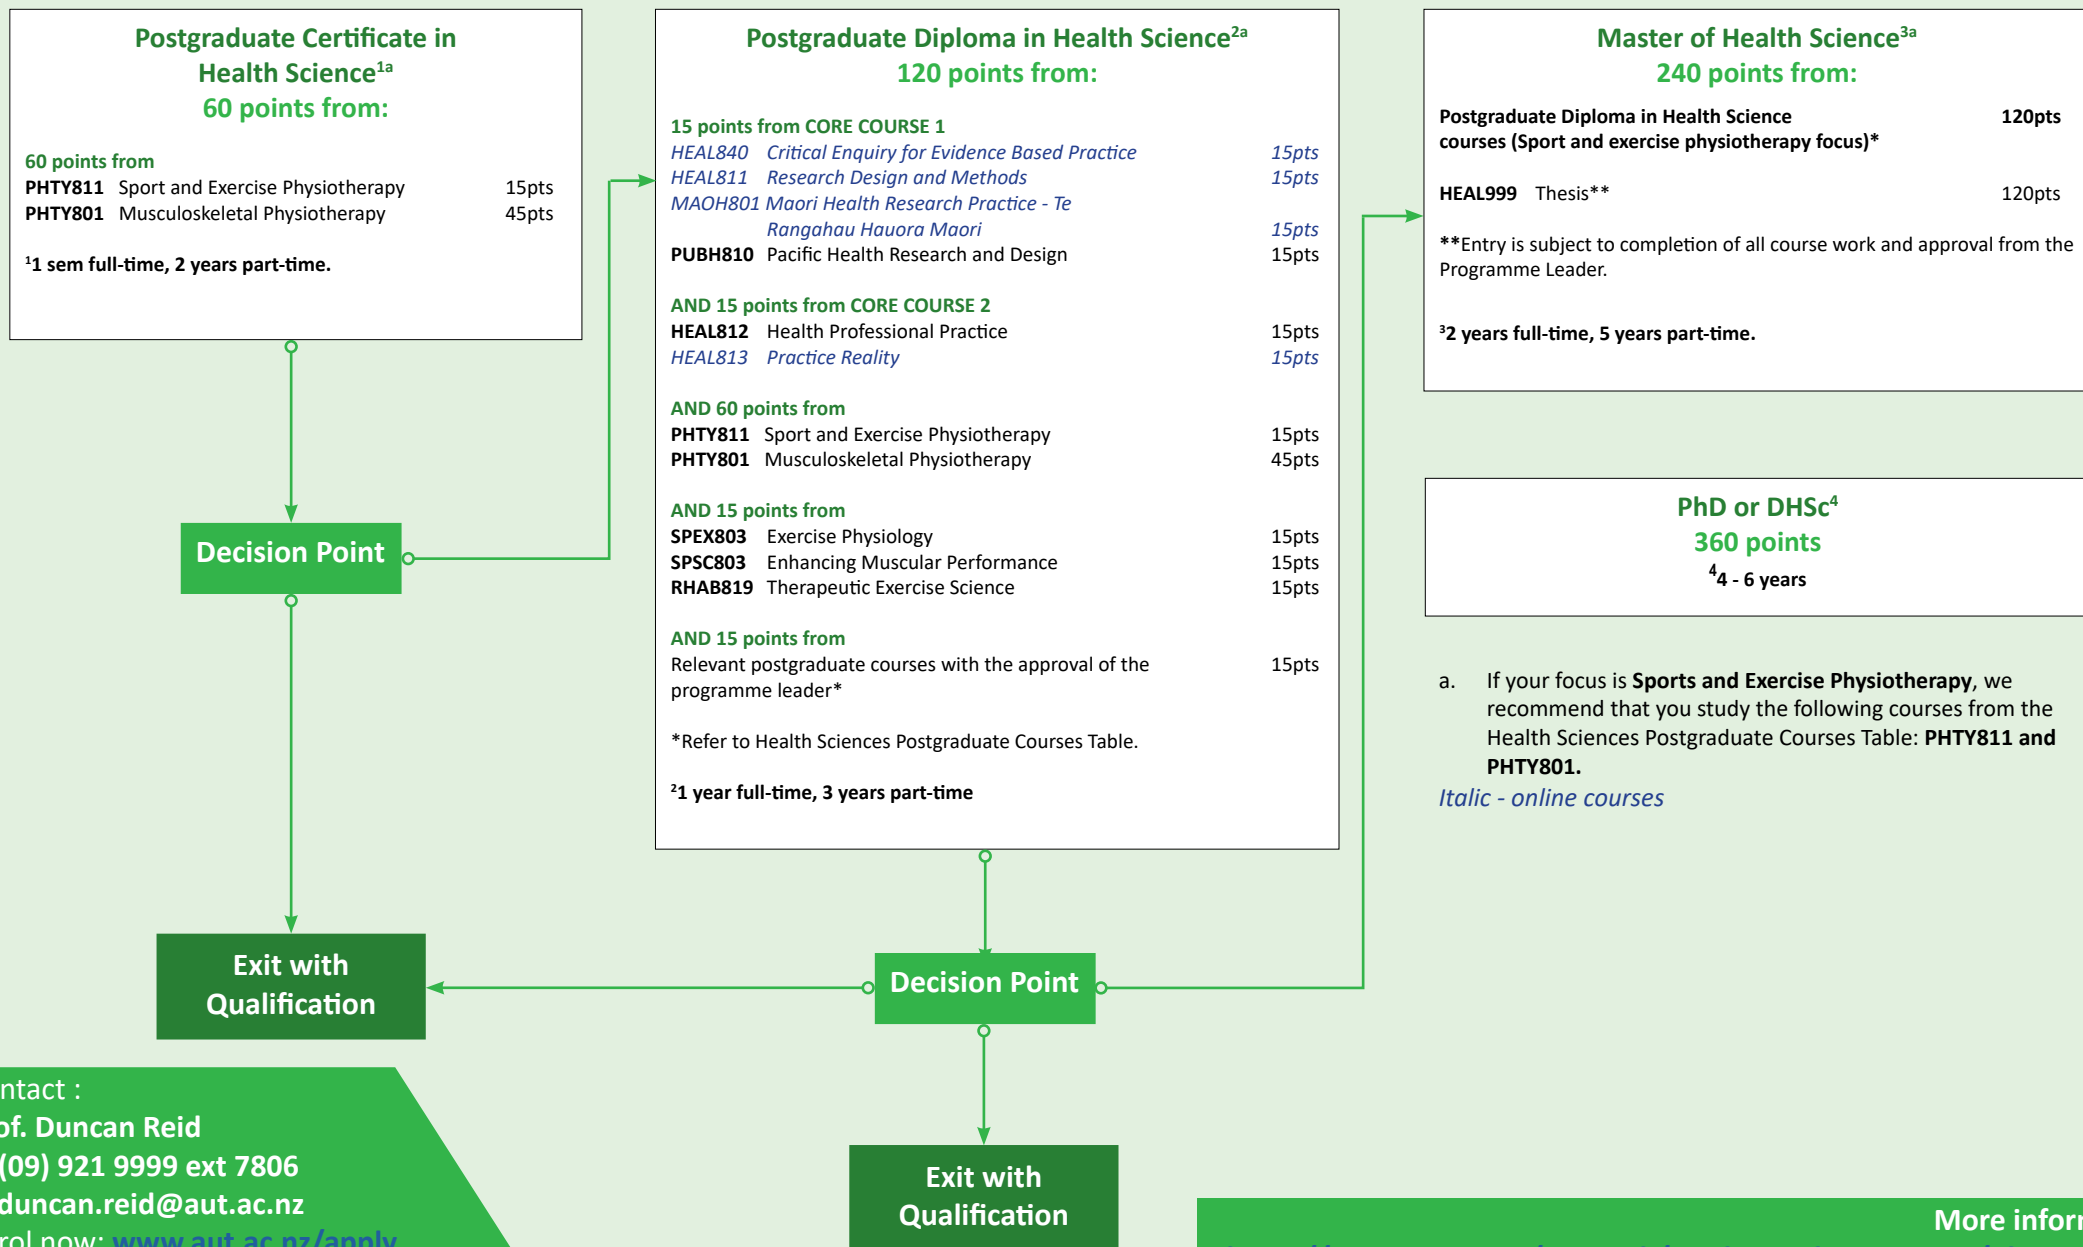 Postgraduate Certificate in
Health Science1a
60 points from:
60 points from
PHTY811 Sport and Exercise Physiotherapy 15pts
PHTY801 Musculoskeletal Physiotherapy 45pts
11 sem full-time, 2 years part-time.
Decision Point
Exit with
Qualification
Postgraduate Diploma in Health Science2a
120 points from:
15 points from CORE COURSE 1
HEAL840 Critical Enquiry for Evidence Based Practice 15pts
HEAL811 Research Design and Methods 15pts
MAOH801 Maori Health Research Practice - Te
Rangahau Hauora Maori 15pts
PUBH810 Pacific Health Research and Design 15pts
AND 15 points from CORE COURSE 2
HEAL812 Health Professional Practice 15pts
HEAL813 Practice Reality 15pts
AND 60 points from
PHTY811 Sport and Exercise Physiotherapy 15pts
PHTY801 Musculoskeletal Physiotherapy 45pts
AND 15 points from
SPEX803 Exercise Physiology 15pts
SPSC803 Enhancing Muscular Performance 15pts
RHAB819 Therapeutic Exercise Science 15pts
AND 15 points from
Relevant postgraduate courses with the approval of the 15pts
programme leader*
*Refer to Health Sciences Postgraduate Courses Table.
21 year full-time, 3 years part-time
Decision Point
Exit with
Qualification
Master of Health Science3a
240 points from:
Postgraduate Diploma in Health Science 120pts
courses (Sport and exercise physiotherapy focus)*
HEAL999 Thesis** 120pts
**Entry is subject to completion of all course work and approval from the
Programme Leader.
32 years full-time, 5 years part-time.
PhD or DHSc4
360 points
44 - 6 years
a. If your focus is Sports and Exercise Physiotherapy, we
recommend that you study the following courses from the
Health Sciences Postgraduate Courses Table: PHTY811 and
PHTY801.
Italic - online courses
ntact :
of. Duncan Reid
(09) 921 9999 ext 7806
duncan.reid@aut.ac.nz
rol now: www.aut.ac.nz/apply
More infor